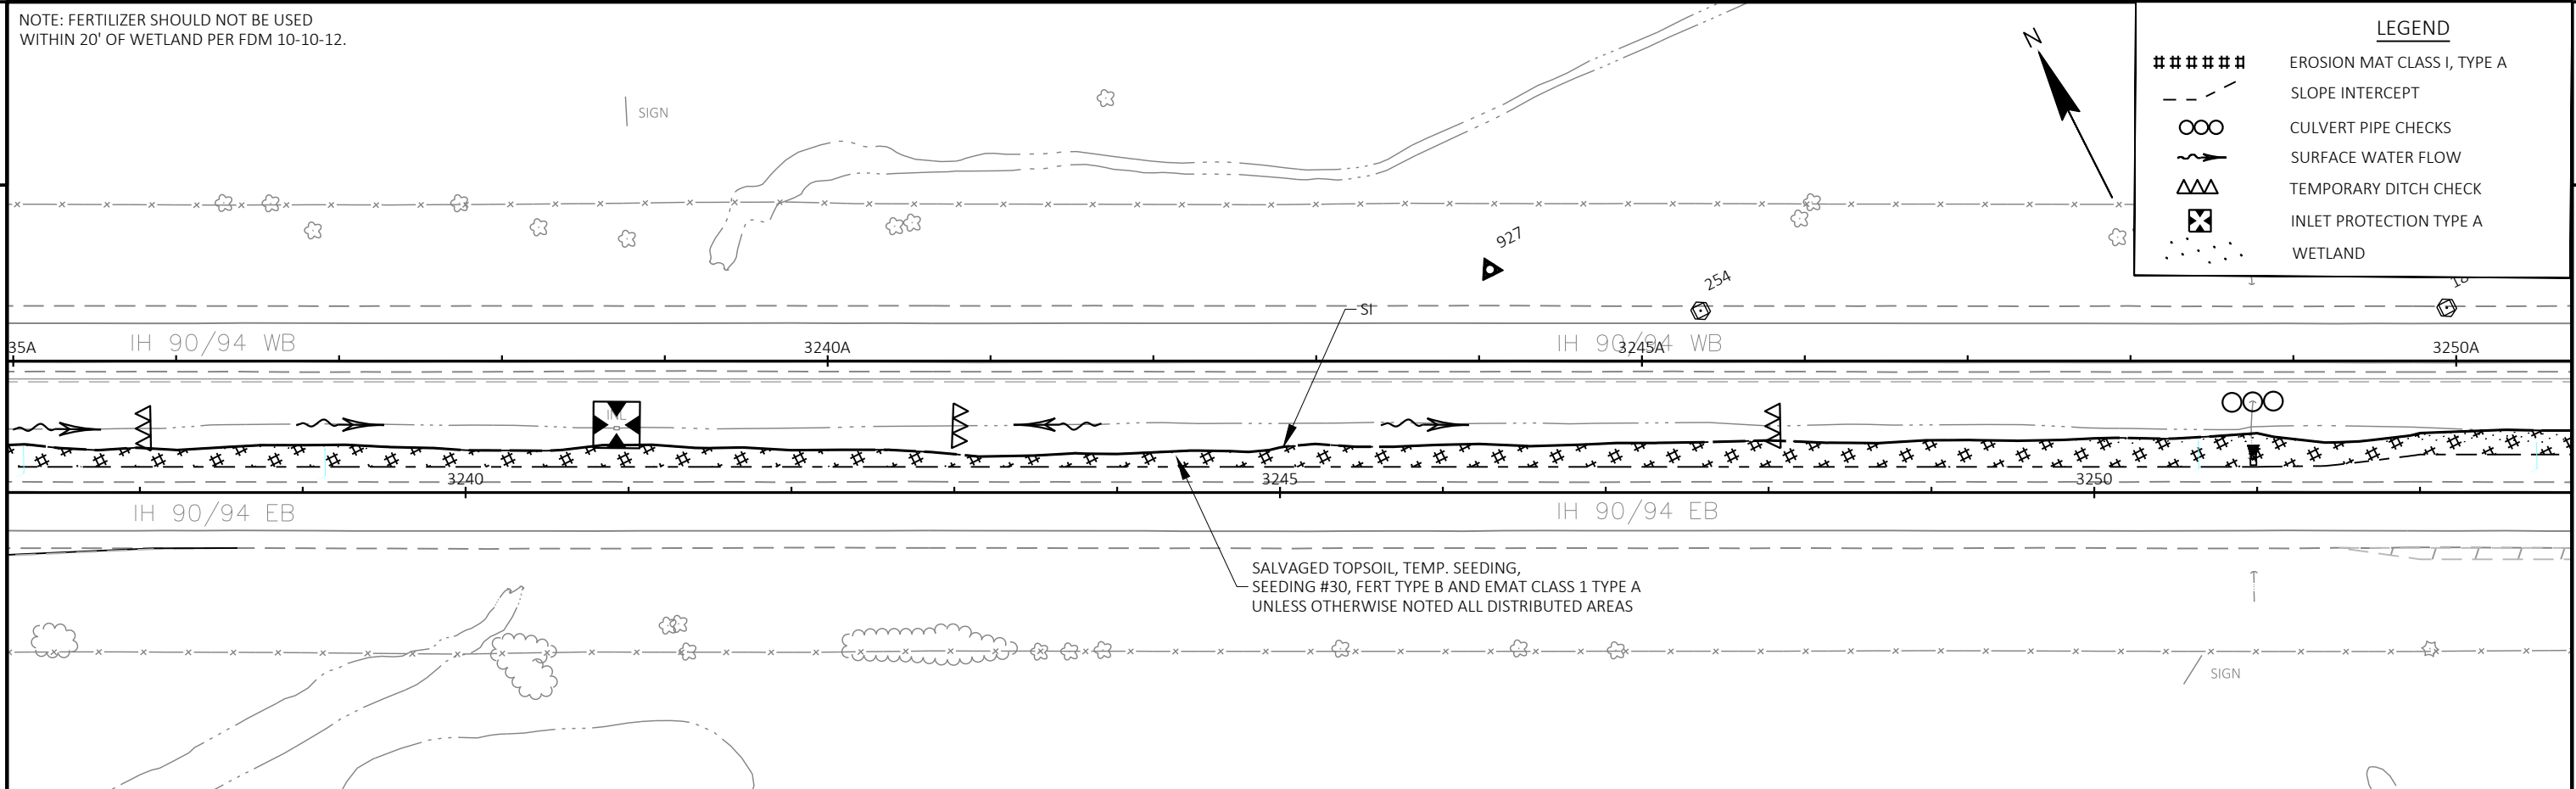 NOTE: FERTILIZER SHOULD NOT BE USED
WITHIN 20' OF WETLAND PER FDM 10-10-12.
LEGEND
EROSION MAT CLASS I, TYPE A
SLOPE INTERCEPT
CULVERT PIPE CHECKS
SURFACE WATER FLOW
TEMPORARY DITCH CHECK
INLET PROTECTION TYPE A
WETLAND
N
SIGN
927
254
SI
IH 90/94 WB
IH 90/94 WB
35A
3240A
3245A
3250A
INL
3240
3245
3250
IH 90/94 EB
IH 90/94 EB
SALVAGED TOPSOIL, TEMP. SEEDING,
SEEDING #30, FERT TYPE B AND EMAT CLASS 1 TYPE A
UNLESS OTHERWISE NOTED ALL DISTRIBUTED AREAS
SIGN